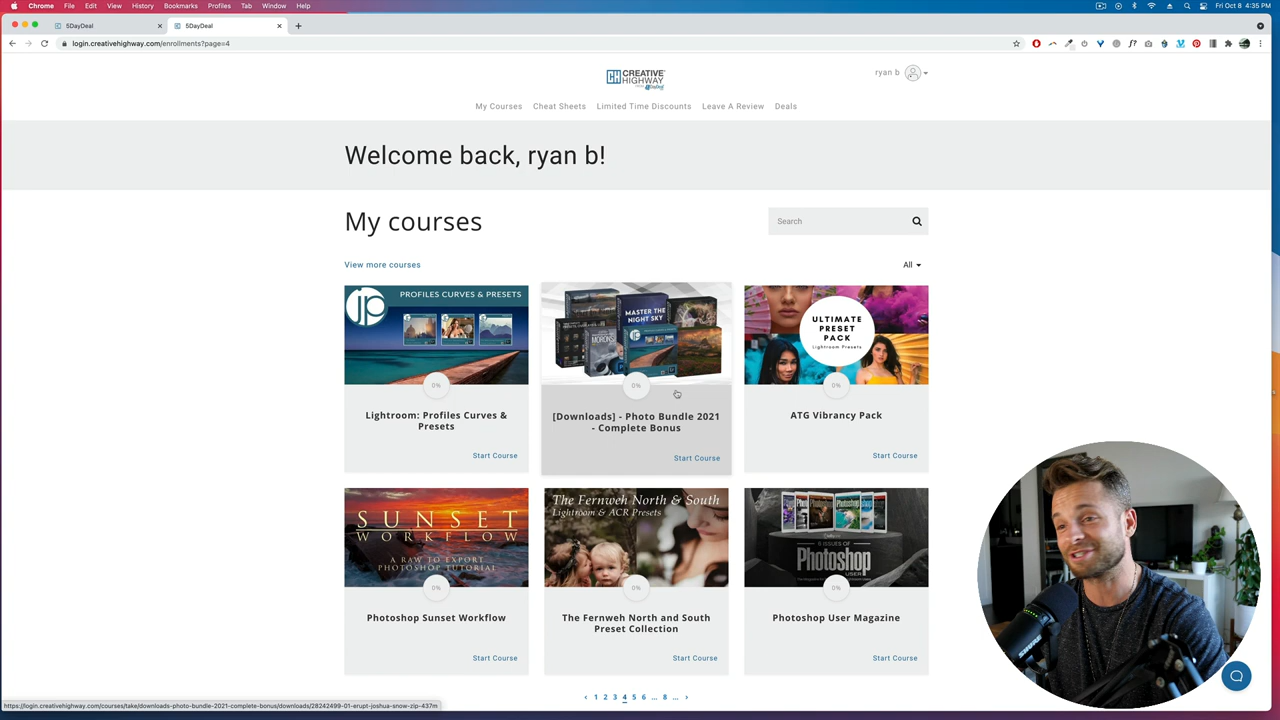 Chrome File Edit View History Bookmarks Profiles Tab Window Help
Fri Oct 8 4:35 PM
5DayDeal
5DayDeal
login.creativehighway.com/enrollments?page=4
CREATIVE
HIGHWAY
ryan b
My Courses Cheat Sheets Limited Time Discounts Leave A Review Deals
Welcome back, ryan b!
My courses
Search
View more courses
All
jp PROFILES CURVES & PRESETS
MASTER THE NIGHT SKY
ULTIMATE
PRESET
PACK
Lightroom Presets
0%
0%
0%
Lightroom: Profiles Curves &
Presets
[Downloads] - Photo Bundle 2021
- Complete Bonus
ATG Vibrancy Pack
Start Course
Start Course
Start Course
SUNSET
WORKFLOW
A RAW TO EXPORT
PHOTOSHOP TUTORIAL
The Fernweh North & South
Lightroom & ACR Presets
6 ISSUES OF
Photoshop
USER
0%
0%
0%
Photoshop Sunset Workflow
The Fernweh North and South
Preset Collection
Photoshop User Magazine
Start Course
Start Course
Start Course
‹ 1 2 3 4 5 6 ... 8 ... ›
https://login.creativehighway.com/courses/take/downloads-photo-bundle-2021-complete-bonus/downloads/28242499-01-erupt-joshua-snow-zip-437m